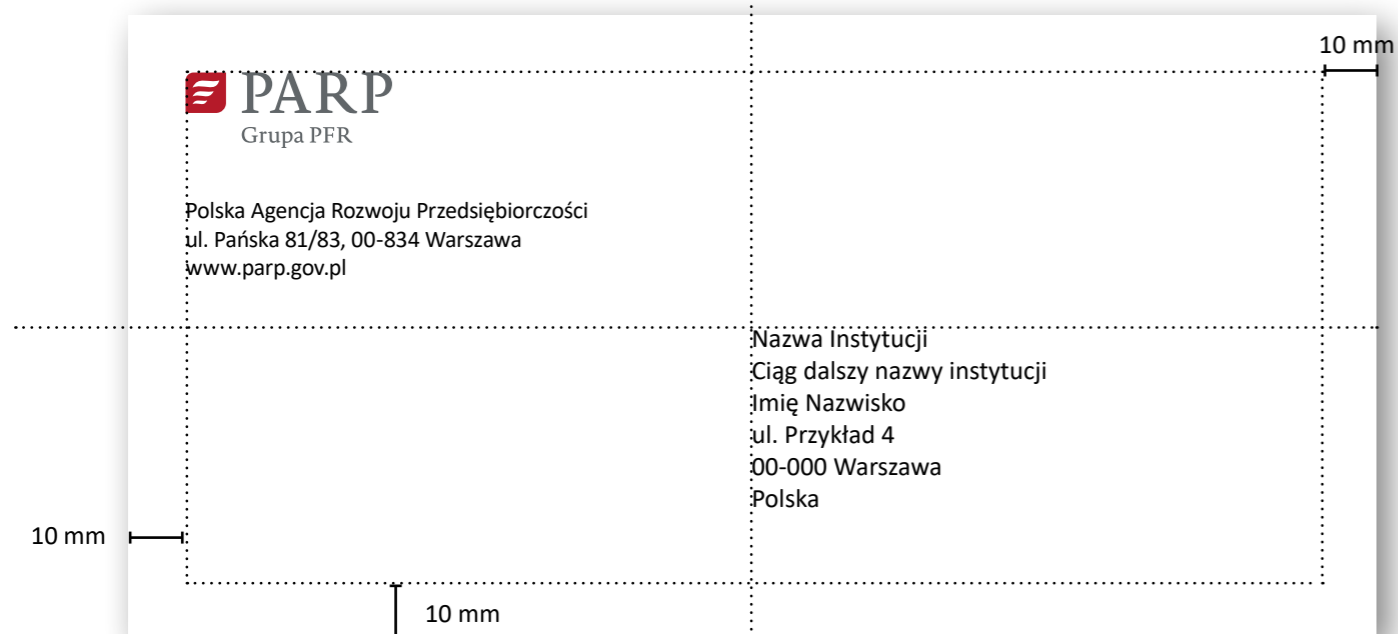 10 mm
PARP
Grupa PFR
Polska Agencja Rozwoju Przedsiębiorczości
ul. Pańska 81/83, 00-834 Warszawa
www.parp.gov.pl
Nazwa Instytucji
Ciąg dalszy nazwy instytucji
Imię Nazwisko
ul. Przykład 4
00-000 Warszawa
Polska
10 mm
10 mm